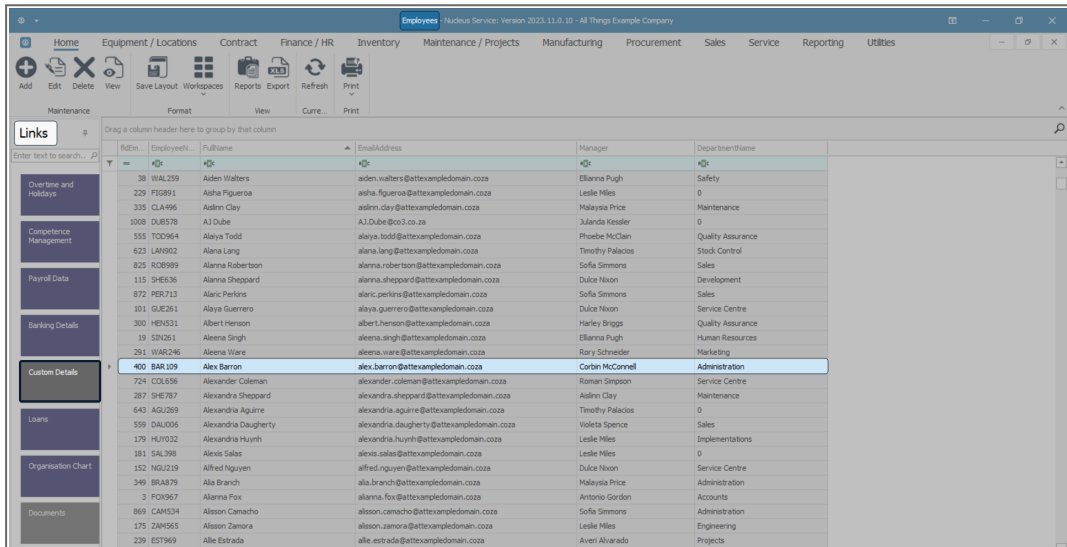 Employees - Nucleus Service: Version 2023.11.0.10 - All Things Example Company
Home Equipment / Locations Contract Finance / HR Inventory Maintenance / Projects Manufacturing Procurement Sales Service Reporting Utilities
Add Edit Delete View Save Layout Workspaces Reports Export Refresh Print
Maintenance Format View Curre... Print
Links
Drag a column header here to group by that column
Enter text to search...
fldEm... EmployeeN... FullName EmailAddress Manager DepartmentName
Overtime and
Holidays
Competence
Management
Payroll Data
Banking Details
Custom Details
Loans
Organisation Chart
Documents
38 WAL259 Aiden Walters aiden.walters@attexampledomain.coza Ellianna Pugh Safety
229 FIG891 Aisha Figueroa aisha.figueroa@attexampledomain.coza Leslie Miles 0
335 CLA496 Aislinn Clay aislinn.clay@attexampledomain.coza Malaysia Price Maintenance
1008 DUB578 AJ Dube AJ.Dube@co3.co.za Julanda Kessler 0
555 TOD964 Alaiya Todd alaiya.todd@attexampledomain.coza Phoebe McClain Quality Assurance
623 LAN902 Alana Lang alana.lang@attexampledomain.coza Timothy Palacios Stock Control
825 ROB989 Alanna Robertson alanna.robertson@attexampledomain.coza Sofia Simmons Sales
115 SHE636 Alanna Sheppard alanna.sheppard@attexampledomain.coza Dulce Nixon Development
872 PER713 Alaric Perkins alaric.perkins@attexampledomain.coza Sofia Simmons Sales
101 GUE261 Alaya Guerrero alaya.guerrero@attexampledomain.coza Dulce Nixon Service Centre
300 HEN531 Albert Henson albert.henson@attexampledomain.coza Harley Briggs Quality Assurance
19 SIN261 Aleena Singh aleena.singh@attexampledomain.coza Ellianna Pugh Human Resources
291 WAR246 Aleena Ware aleena.ware@attexampledomain.coza Rory Schneider Marketing
400 BAR109 Alex Barron alex.barron@attexampledomain.coza Corbin McConnell Administration
724 COL656 Alexander Coleman alexander.coleman@attexampledomain.coza Roman Simpson Service Centre
287 SHE787 Alexandra Sheppard alexandra.sheppard@attexampledomain.coza Aislinn Clay Maintenance
643 AGU269 Alexandria Aguirre alexandria.aguirre@attexampledomain.coza Timothy Palacios 0
559 DAU006 Alexandria Daugherty alexandria.daugherty@attexampledomain.coza Violeta Spence Sales
179 HUY032 Alexandria Huynh alexandria.huynh@attexampledomain.coza Leslie Miles Implementations
181 SAL398 Alexis Salas alexis.salas@attexampledomain.coza Leslie Miles 0
152 NGU219 Alfred Nguyen alfred.nguyen@attexampledomain.coza Dulce Nixon Service Centre
349 BRA879 Alia Branch alia.branch@attexampledomain.coza Malaysia Price Administration
3 FOX967 Alianna Fox alianna.fox@attexampledomain.coza Antonio Gordon Accounts
869 CAM534 Alisson Camacho alisson.camacho@attexampledomain.coza Sofia Simmons Administration
175 ZAM565 Alisson Zamora alisson.zamora@attexampledomain.coza Leslie Miles Engineering
239 EST969 Allie Estrada allie.estrada@attexampledomain.coza Averi Alvarado Projects